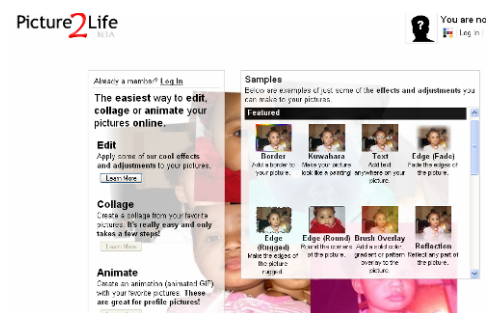 Picture2Life
BETA
You are no
Log in
Already a member? Log In
The easiest way to edit,
collage or animate your
pictures online.
Edit
Apply some of our cool effects
and adjustments to your pictures.
Learn More
Collage
Create a collage from your favorite
pictures. It's really easy and only
takes a few steps!
Learn More
Animate
Create an animation (animated GIF)
with your favorite pictures. These
are great for profile pictures!
Samples
Below are examples of just some of the effects and adjustments you
can make to your pictures.
Featured
Border
Add a border to
your picture.
Kuwahara
Make your picture
look like a painting!
Text
Add text
anywhere on your
picture.
Edge (Fade)
Fade the edges of
the picture.
Edge
(Rugged)
Make the edges of
the picture
rugged.
Edge (Round)
Round the corners
of the picture.
Brush Overlay
Add a solid color
gradient or pattern
overlay to the
picture.
Reflection
Reflect any part of
the picture.